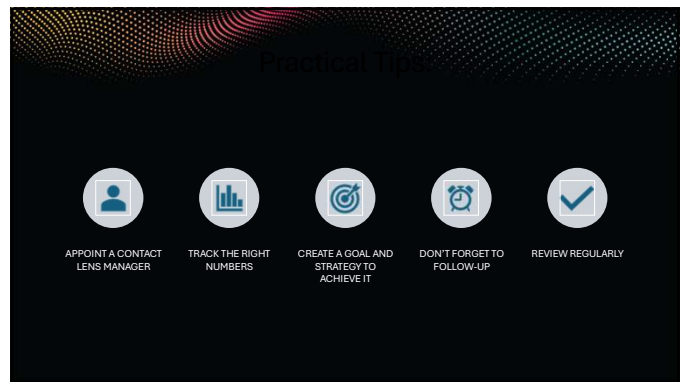 Practical Tips:
APPOINT A CONTACT
LENS MANAGER
TRACK THE RIGHT
NUMBERS
CREATE A GOAL AND
STRATEGY TO
ACHIEVE IT
DON'T FORGET TO
FOLLOW-UP
REVIEW REGULARLY